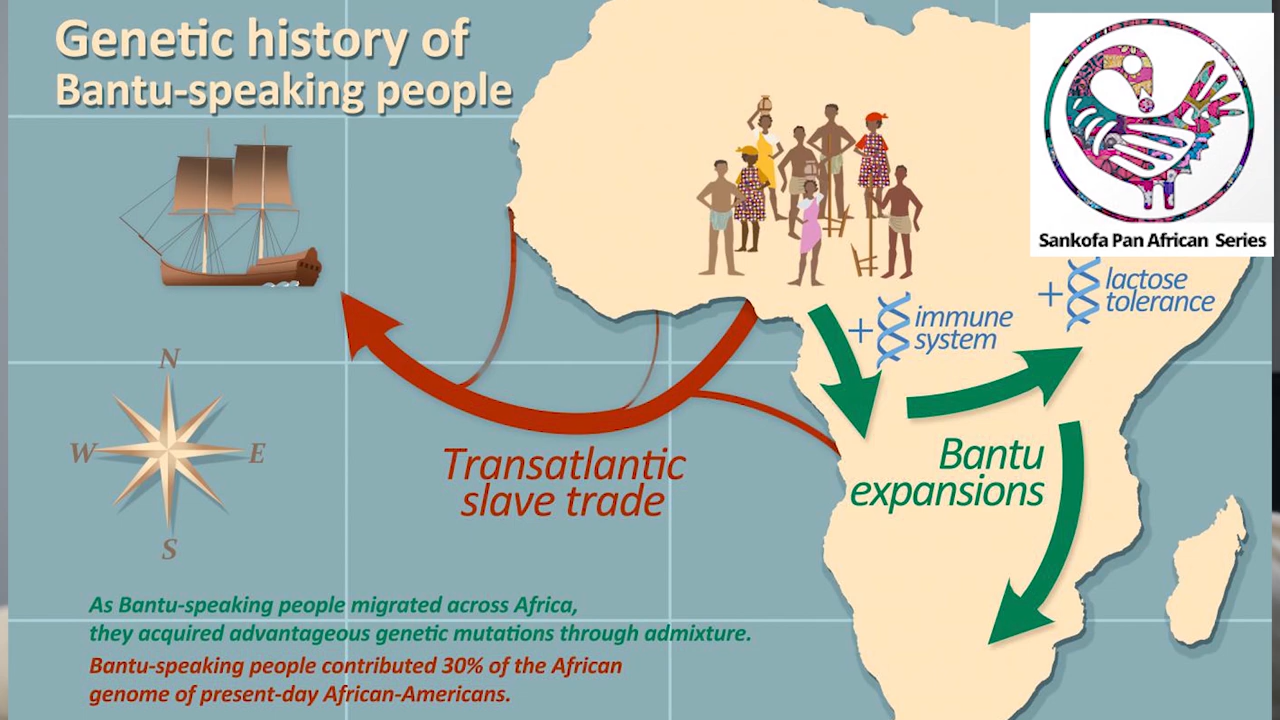 Genetic history of
Bantu-speaking people
Sankofa Pan African Series
+ lactose
tolerance
+ immune
system
N
W
E
S
Transatlantic
slave trade
Bantu
expansions
As Bantu-speaking people migrated across Africa,
they acquired advantageous genetic mutations through admixture.
Bantu-speaking people contributed 30% of the African
genome of present-day African-Americans.